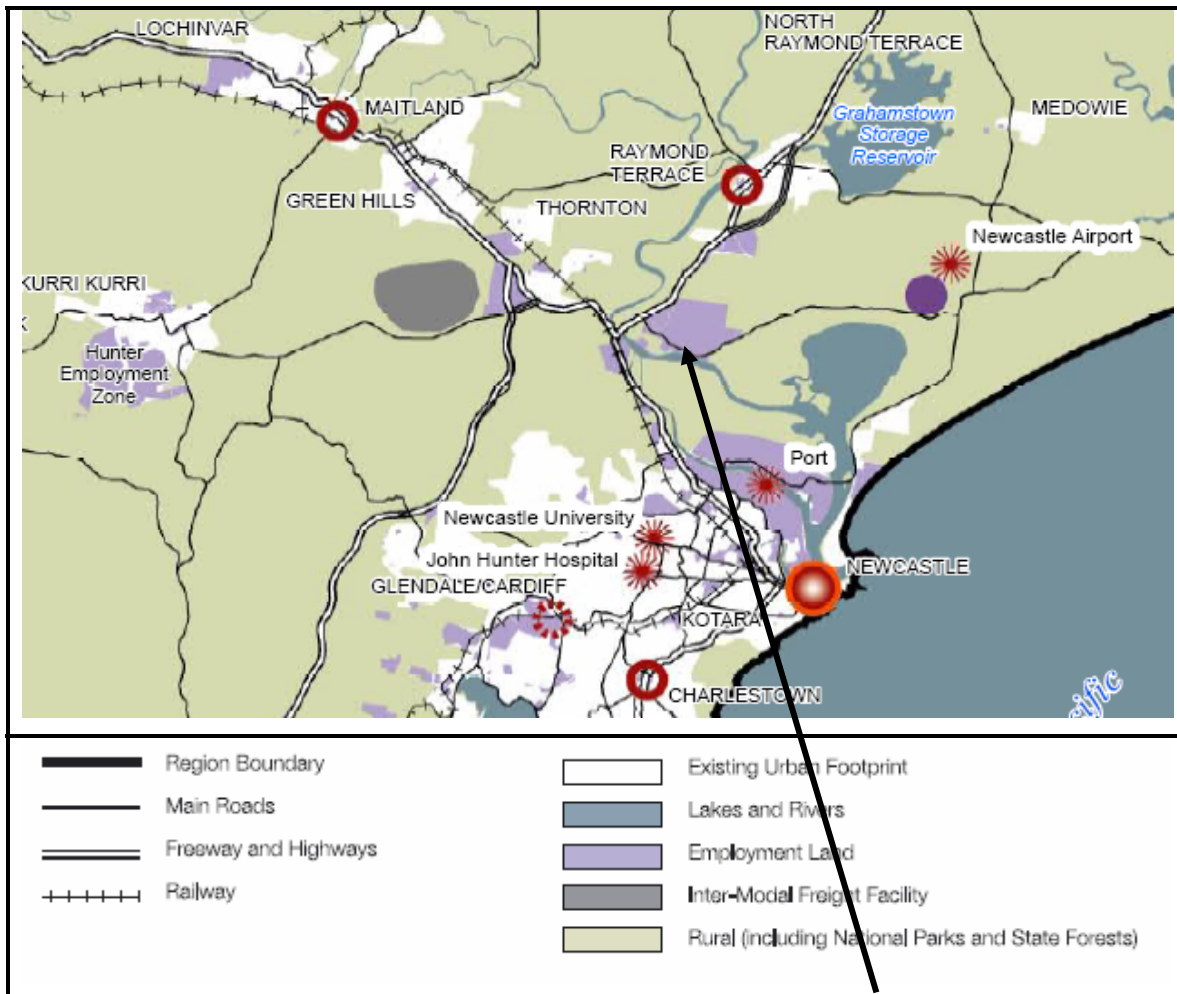 LOCHINVAR
NORTH
RAYMOND TERRACE
MAITLAND
Grahamstown
Storage
Reservoir
MEDOWIE
RAYMOND
TERRACE
GREEN HILLS
THORNTON
Newcastle Airport
KURRI KURRI
K
Hunter
Employment
Zone
Port
Newcastle University
John Hunter Hospital
NEWCASTLE
GLENDALE/CARDIFF
KOTARA
CHARLESTOWN
cific
Region Boundary
Main Roads
Freeway and Highways
Railway
Existing Urban Footprint
Lakes and Rivers
Employment Land
Inter-Modal Freight Facility
Rural (including National Parks and State Forests)